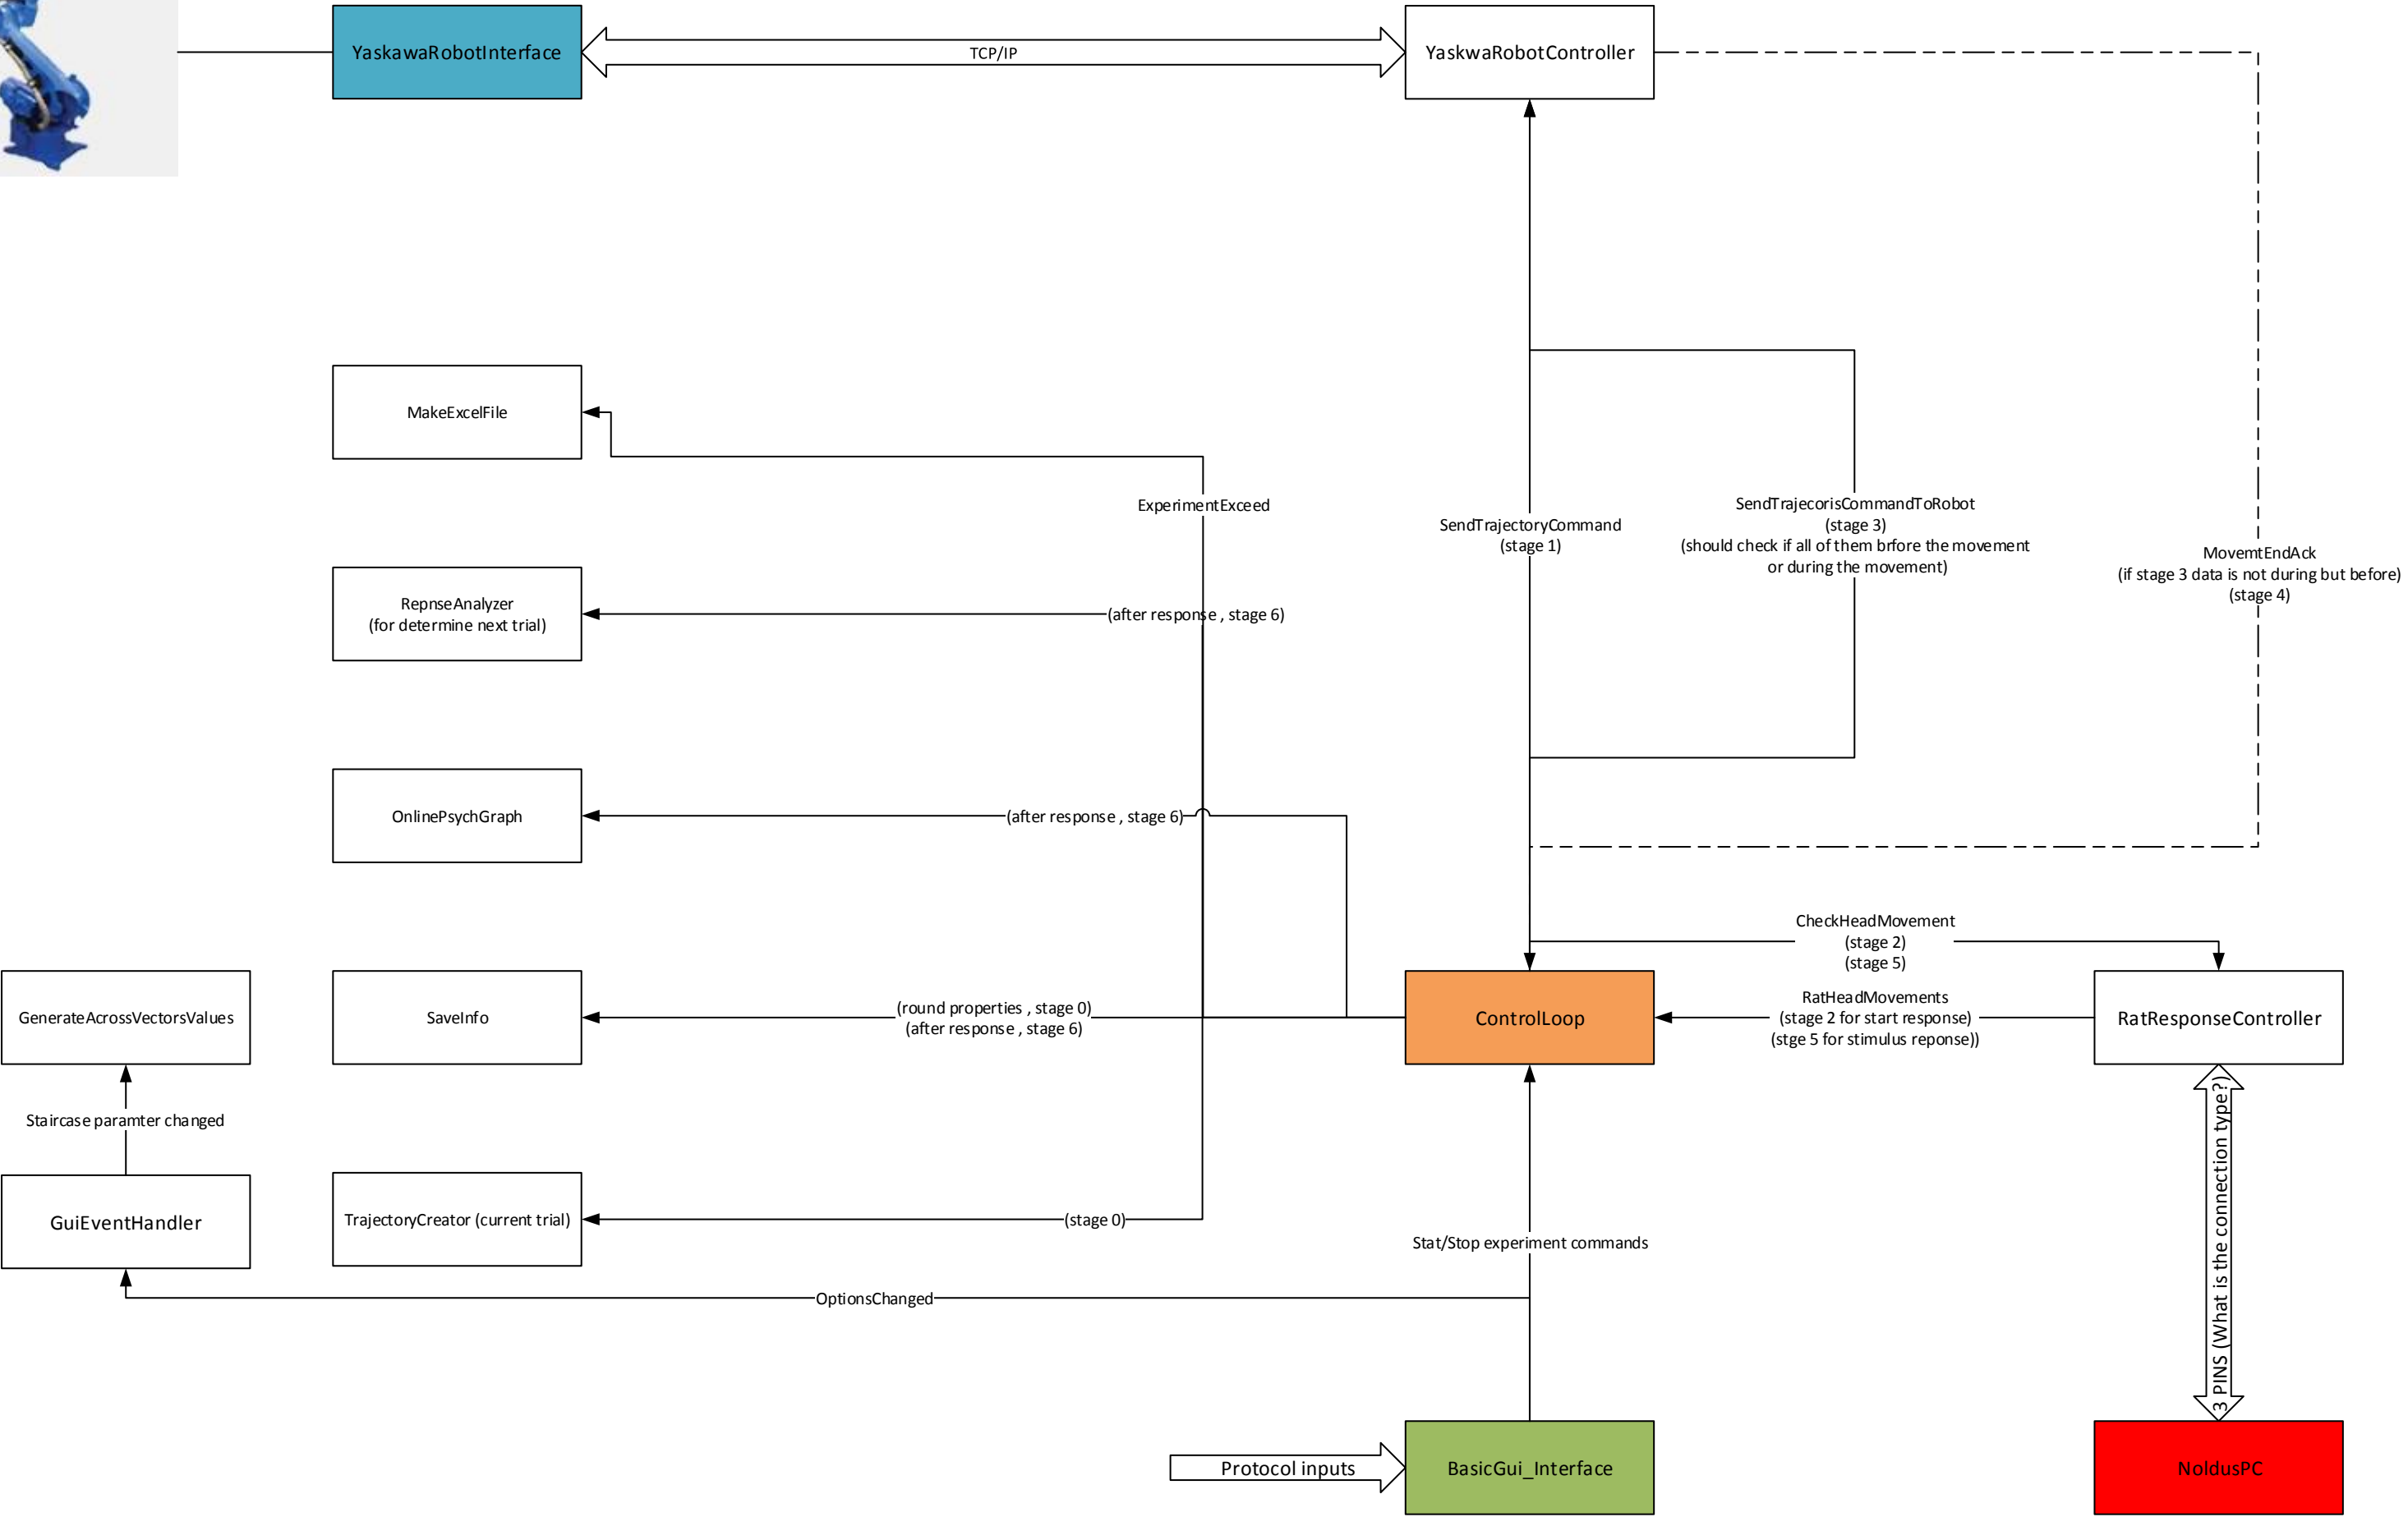 YaskawaRobotInterface
TCP/IP
YaskwaRobotController
MakeExcelFile
ExperimentExceed
SendTrajectoryCommand
(stage 1)
SendTrajecorisCommandToRobot
(stage 3)
(should check if all of them brfore the movement
or during the movement)
MovemtEndAck
(if stage 3 data is not during but before)
(stage 4)
RepnseAnalyzer
(for determine next trial)
(after response , stage 6)
OnlinePsychGraph
(after response , stage 6)
CheckHeadMovement
(stage 2)
(stage 5)
GenerateAcrossVectorsValues
SaveInfo
(round properties , stage 0)
(after response , stage 6)
ControlLoop
RatHeadMovements
(stage 2 for start response)
(stge 5 for stimulus reponse))
RatResponseController
Staircase paramter changed
3 PINS (What is the connection type?)
GuiEventHandler
TrajectoryCreator (current trial)
(stage 0)
Stat/Stop experiment commands
OptionsChanged
Protocol inputs
BasicGui_Interface
NoldusPC